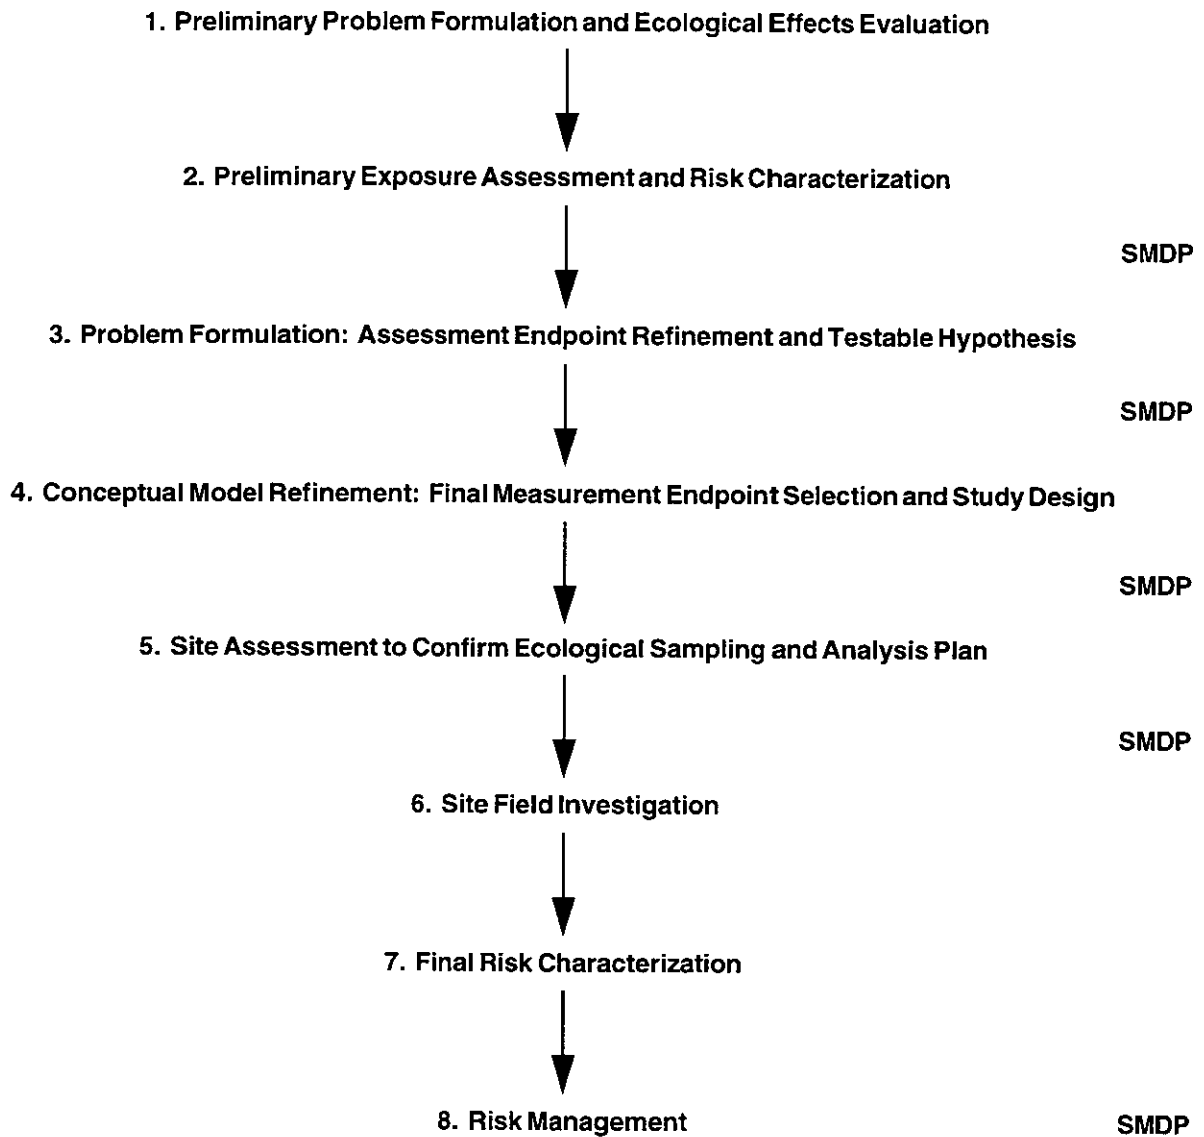 1. Preliminary Problem Formulation and Ecological Effects Evaluation
2. Preliminary Exposure Assessment and Risk Characterization
SMDP
3. Problem Formulation: Assessment Endpoint Refinement and Testable Hypothesis
SMDP
4. Conceptual Model Refinement: Final Measurement Endpoint Selection and Study Design
SMDP
5. Site Assessment to Confirm Ecological Sampling and Analysis Plan
SMDP
6. Site Field Investigation
7. Final Risk Characterization
8. Risk Management
SMDP